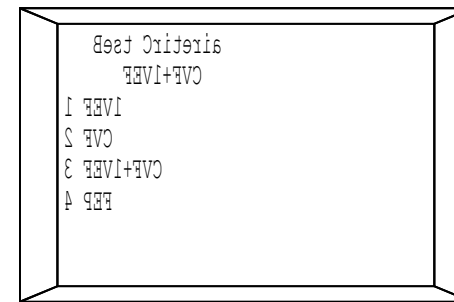 Best Criteria
FEV1+FVC
1 FEV1
2 FVC
3 FEV1+FVC
4 PEF